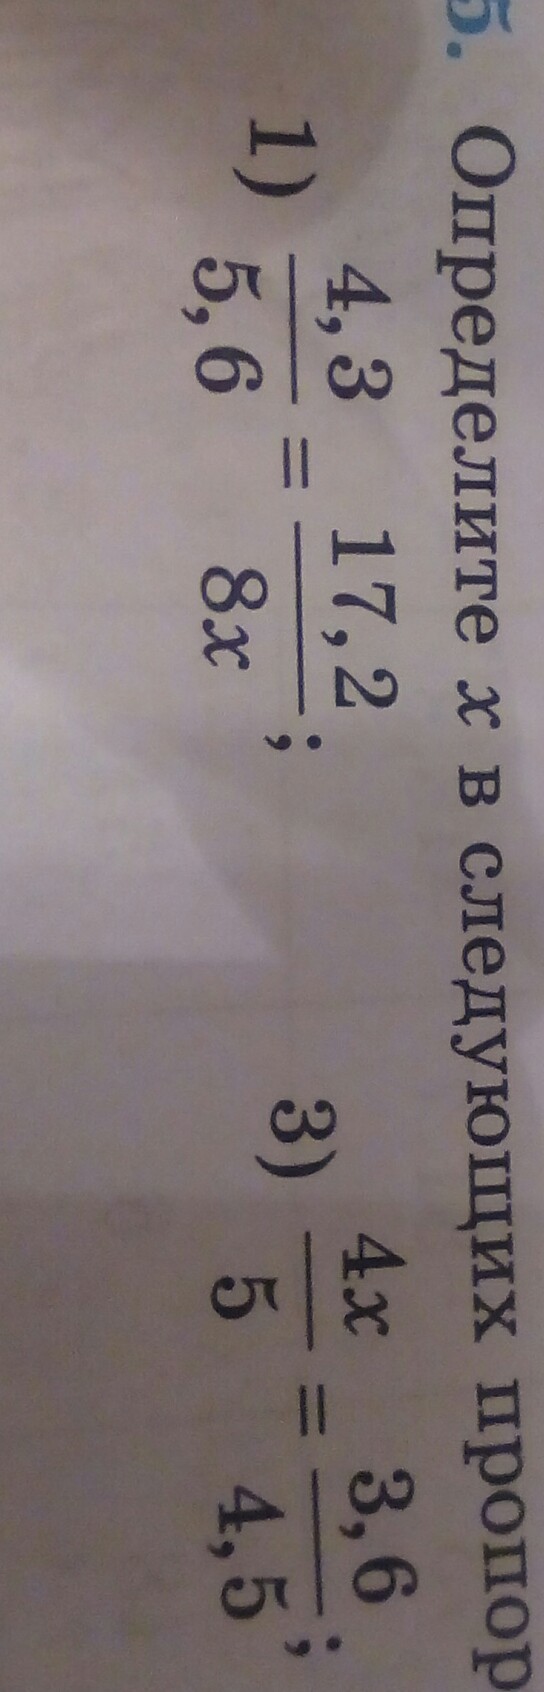 5. Определите x в следующих пропор
1) 4,3/5,6 = 17,2/8x; 3) 4x/5 = 3,6/4,5;